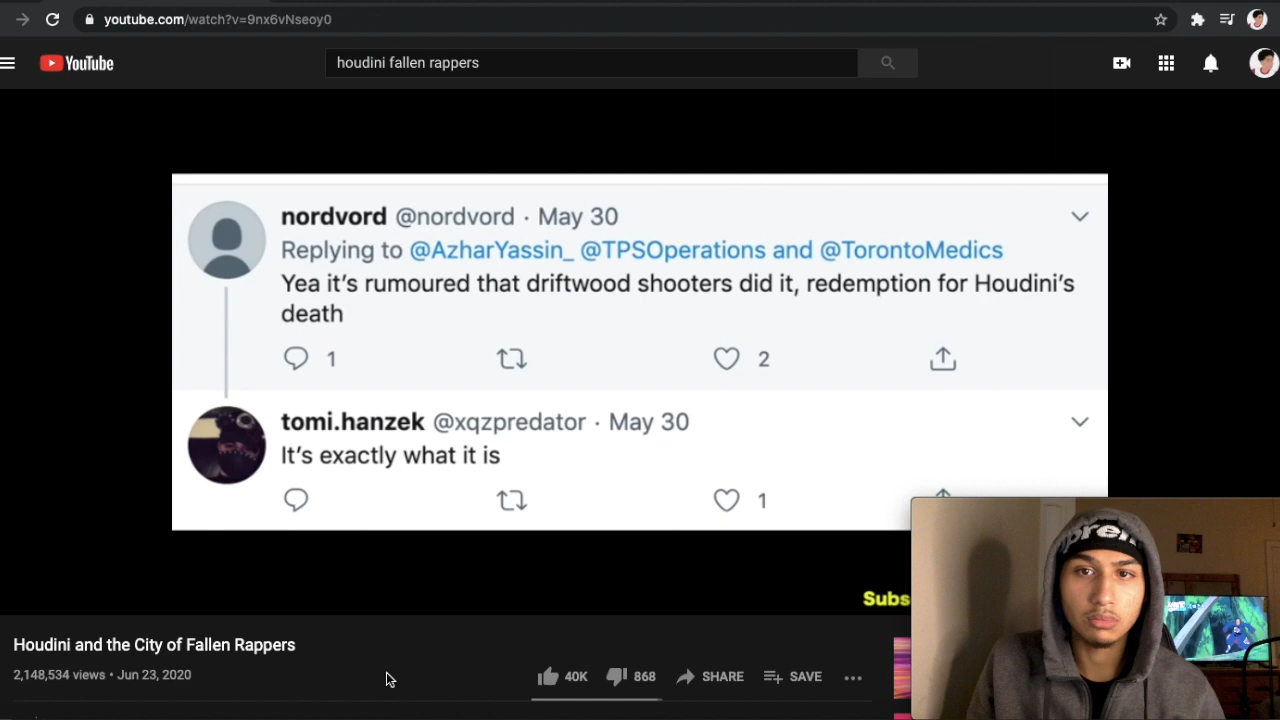 youtube.com/watch?v=9nx6vNseoy0
YouTube
houdini fallen rappers
nordvord @nordvord · May 30
Replying to @AzharYassin_ @TPSOperations and @TorontoMedics
Yea it's rumoured that driftwood shooters did it, redemption for Houdini's
death
1
2
tomi.hanzek @xqzpredator · May 30
It's exactly what it is
1
Subs
Houdini and the City of Fallen Rappers
2,148,534 views • Jun 23, 2020
40K
868
SHARE
SAVE